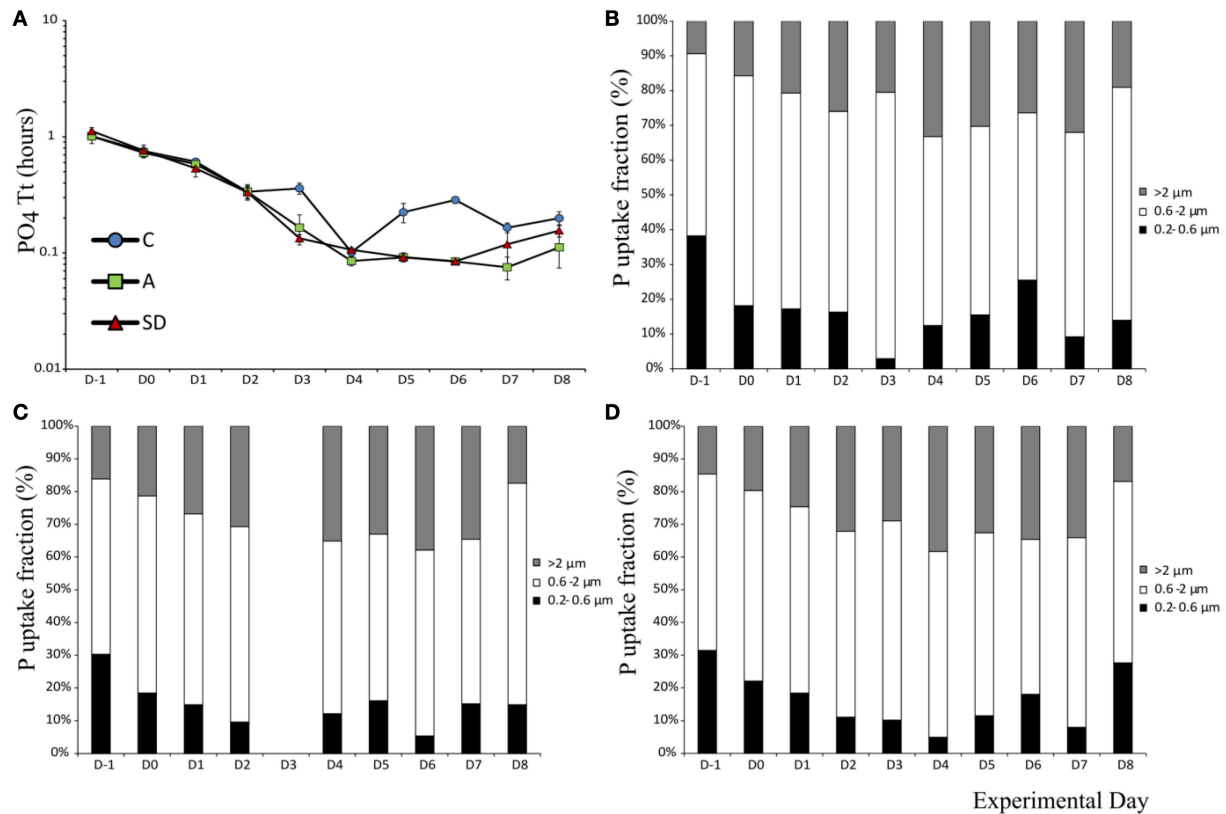 A
PO4 Tt (hours)
10
1
0.1
0.01
C
A
SD
D-1 D0 D1 D2 D3 D4 D5 D6 D7 D8
B
P uptake fraction (%)
100%
90%
80%
70%
60%
50%
40%
30%
20%
10%
0%
D-1 D0 D1 D2 D3 D4 D5 D6 D7 D8
>2 µm
0.6-2 µm
0.2-0.6 µm
C
P uptake fraction (%)
100%
90%
80%
70%
60%
50%
40%
30%
20%
10%
0%
D-1 D0 D1 D2 D3 D4 D5 D6 D7 D8
>2 µm
0.6-2 µm
0.2-0.6 µm
D
P uptake fraction (%)
100%
90%
80%
70%
60%
50%
40%
30%
20%
10%
0%
D-1 D0 D1 D2 D3 D4 D5 D6 D7 D8
>2 µm
0.6-2 µm
0.2-0.6 µm
Experimental Day